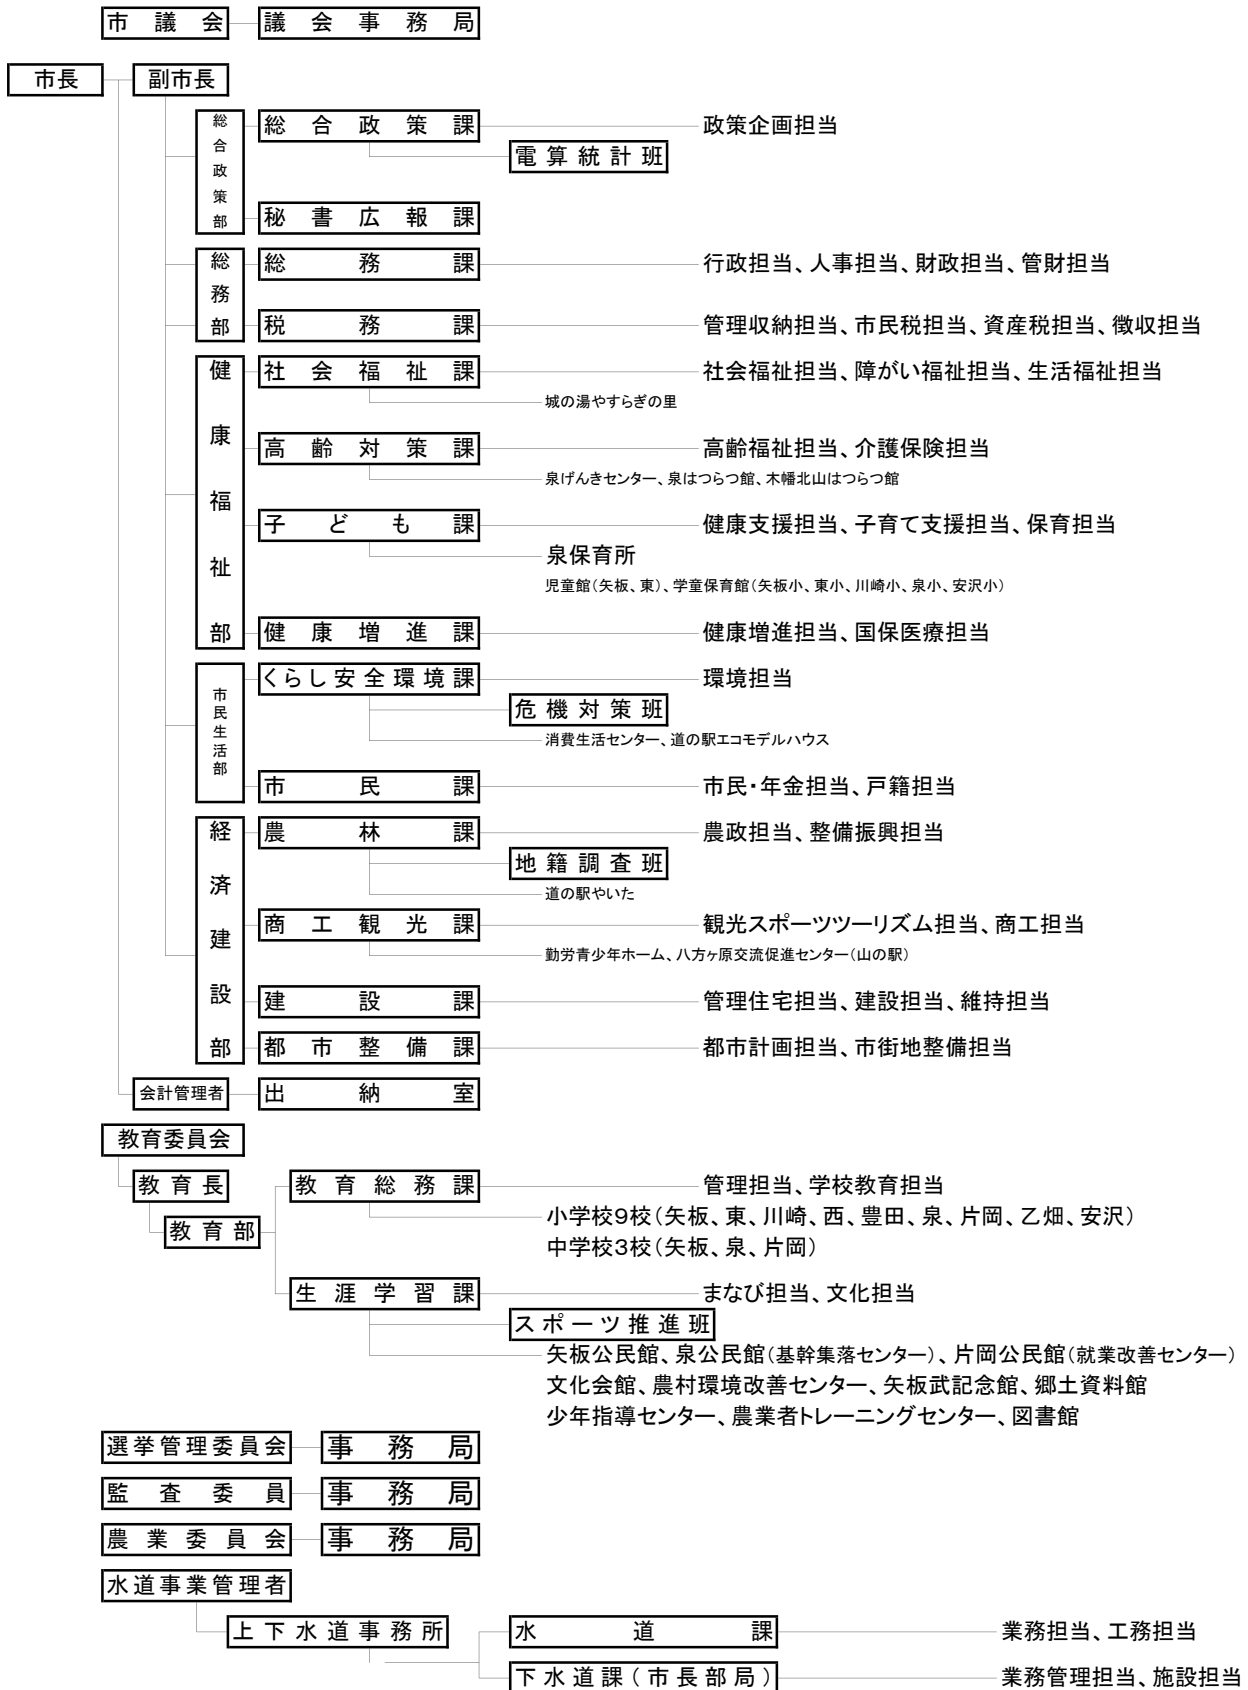 市議会 議会事務局
市長 副市長
総合政策部 総合政策課 政策企画担当
電算統計班
秘書広報課
総務部 総務課 行政担当、人事担当、財政担当、管財担当
税務課 管理収納担当、市民税担当、資産税担当、徴収担当
健康福祉部 社会福祉課 社会福祉担当、障がい福祉担当、生活福祉担当
城の湯やすらぎの里
高齢対策課 高齢福祉担当、介護保険担当
泉げんきセンター、泉はつらつ館、木幡北山はつらつ館
子ども課 健康支援担当、子育て支援担当、保育担当
泉保育所
児童館(矢板、東)、学童保育館(矢板小、東小、川崎小、泉小、安沢小)
健康増進課 健康増進担当、国保医療担当
市民生活部 くらし安全環境課 環境担当
危機対策班
消費生活センター、道の駅エコモデルハウス
市民課 市民・年金担当、戸籍担当
経済建設部 農林課 農政担当、整備振興担当
地籍調査班
道の駅やいた
商工観光課 観光スポーツツーリズム担当、商工担当
勤労青少年ホーム、八方ヶ原交流促進センター(山の駅)
建設課 管理住宅担当、建設担当、維持担当
都市整備課 都市計画担当、市街地整備担当
会計管理者 出納室
教育委員会
教育長 教育総務課 管理担当、学校教育担当
教育部 小学校9校(矢板、東、川崎、西、豊田、泉、片岡、乙畑、安沢)
中学校3校(矢板、泉、片岡)
生涯学習課 まなび担当、文化担当
スポーツ推進班
矢板公民館、泉公民館(基幹集落センター)、片岡公民館(就業改善センター)
文化会館、農村環境改善センター、矢板武記念館、郷土資料館
少年指導センター、農業者トレーニングセンター、図書館
選挙管理委員会 事務局
監査委員 事務局
農業委員会 事務局
水道事業管理者
上下水道事務所 水道課 業務担当、工務担当
下水道課(市長部局) 業務管理担当、施設担当